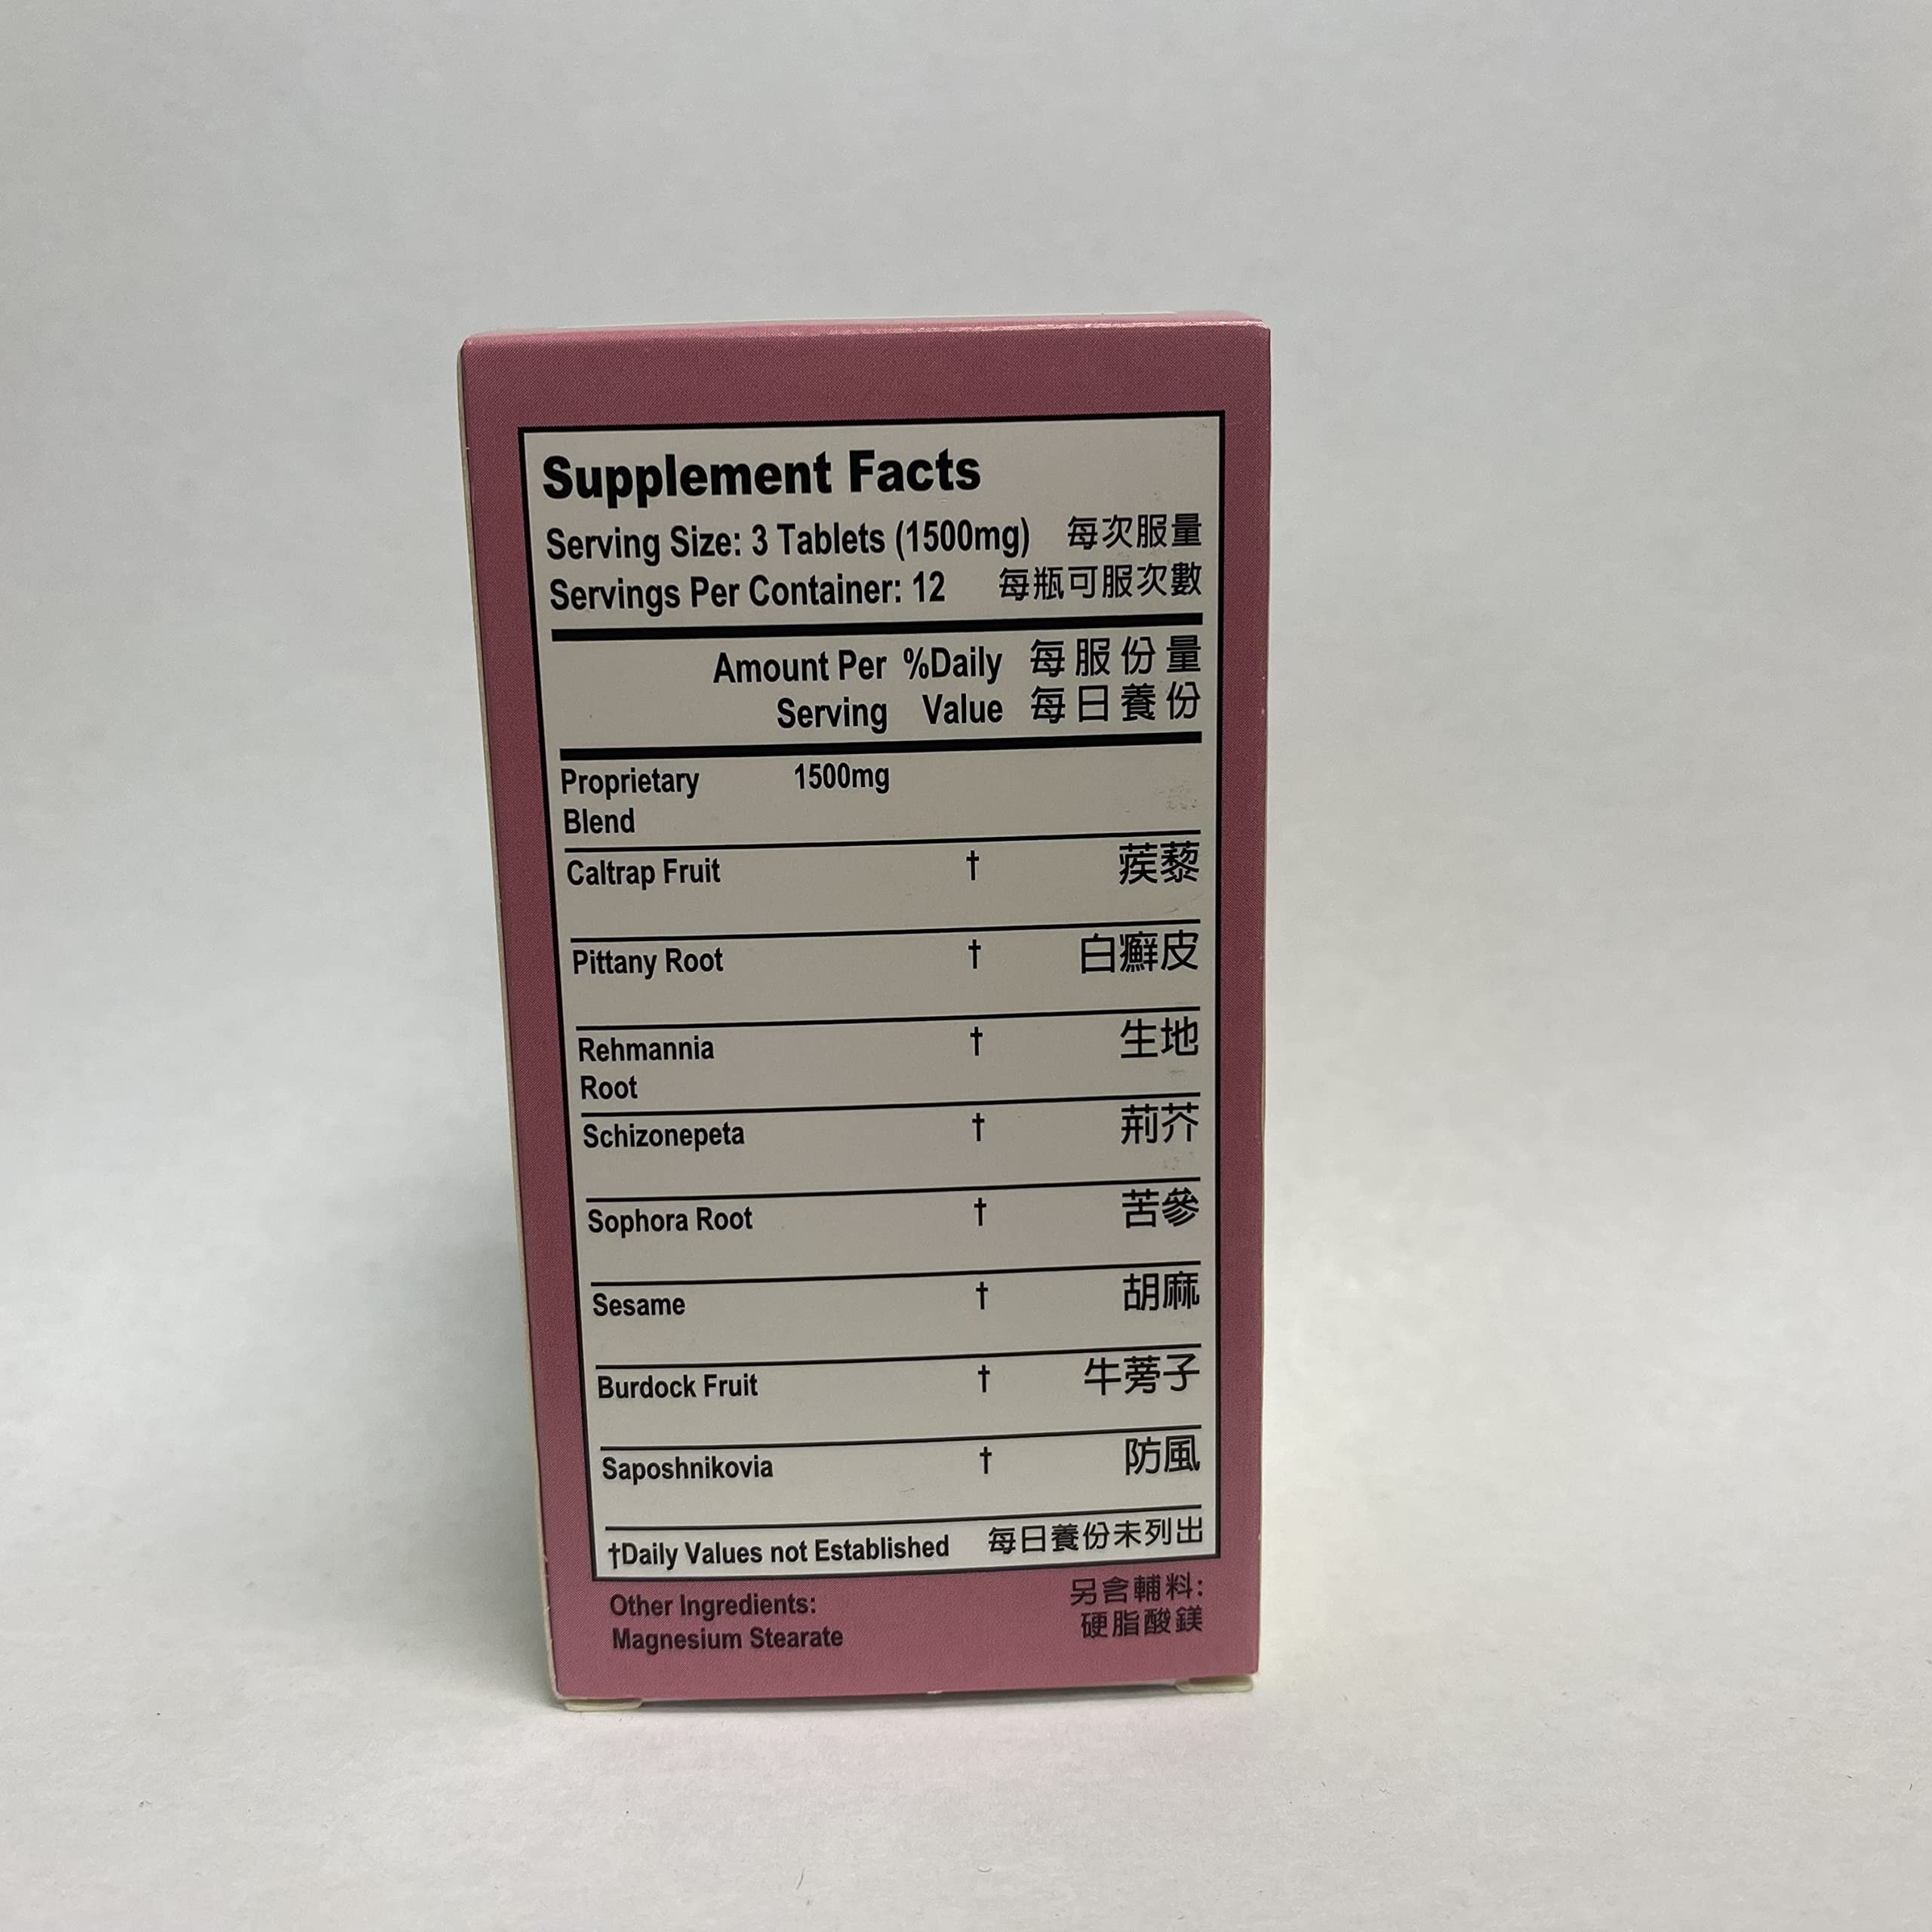 Supplement Facts
Serving Size: 3 Tablets (1500mg) 每次服量
Servings Per Container: 12 每瓶可服次數
Amount Per %Daily 每服份量
Serving Value 每日養份
Proprietary 1500mg
Blend
Caltrap Fruit † 蒺藜
Pittany Root † 白癬皮
Rehmannia † 生地
Root
Schizonepeta † 荊芥
Sophora Root † 苦參
Sesame † 胡麻
Burdock Fruit † 牛蒡子
Saposhnikovia † 防風
†Daily Values not Established 每日養份未列出
Other Ingredients: 另含輔料:
Magnesium Stearate 硬脂酸鎂